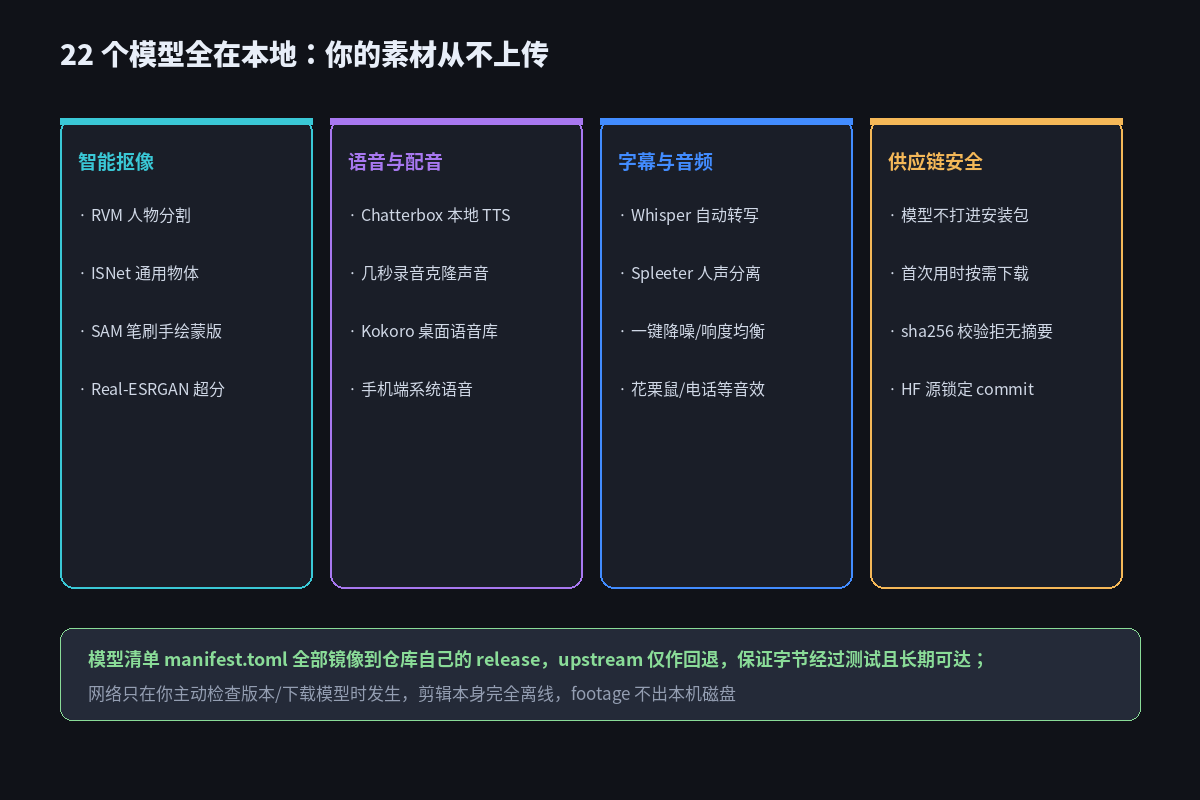 22 个模型全在本地：你的素材从不上传
智能抠像
· RVM 人物分割
· ISNet 通用物体
· SAM 笔刷手绘蒙版
· Real-ESRGAN 超分
语音与配音
· Chatterbox 本地 TTS
· 几秒录音克隆声音
· Kokoro 桌面语音库
· 手机端系统语音
字幕与音频
· Whisper 自动转写
· Spleeter 人声分离
· 一键降噪/响度均衡
· 花栗鼠/电话等音效
供应链安全
· 模型不打进安装包
· 首次用时按需下载
· sha256 校验拒无摘要
· HF 源锁定 commit
模型清单 manifest.toml 全部镜像到仓库自己的 release，upstream 仅作回退，保证字节经过测试且长期可达；
网络只在你主动检查版本/下载模型时发生，剪辑本身完全离线，footage 不出本机磁盘